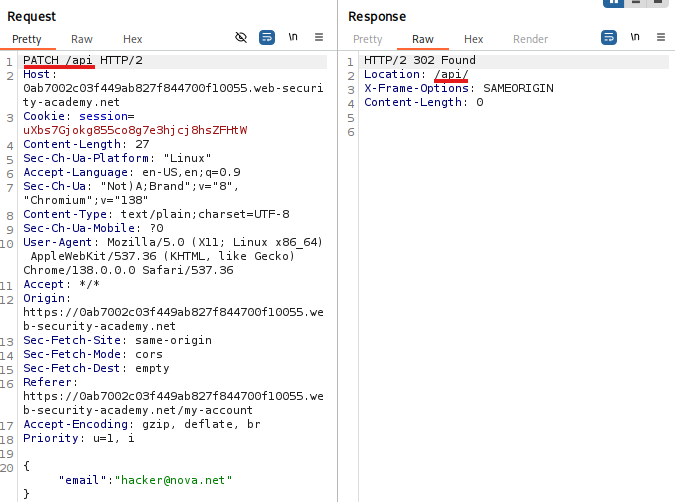 Request
Response
Pretty Raw Hex
\n
Pretty Raw Hex Render
\n
1 PATCH /api HTTP/2
2 Host:
0ab7002c03f449ab827f844700f10055.web-securi
ty-academy.net
3 Cookie: session=
uXbs7Gjokg855co8g7e3hjcj8hsZFHtW
4 Content-Length: 27
5 Sec-Ch-Ua-Platform: "Linux"
6 Accept-Language: en-US,en;q=0.9
7 Sec-Ch-Ua: "Not)A;Brand";v="8",
"Chromium";v="138"
8 Content-Type: text/plain;charset=UTF-8
9 Sec-Ch-Ua-Mobile: ?0
10 User-Agent: Mozilla/5.0 (X11; Linux x86_64)
AppleWebKit/537.36 (KHTML, like Gecko)
Chrome/138.0.0.0 Safari/537.36
11 Accept: */*
12 Origin:
https://0ab7002c03f449ab827f844700f10055.we
b-security-academy.net
13 Sec-Fetch-Site: same-origin
14 Sec-Fetch-Mode: cors
15 Sec-Fetch-Dest: empty
16 Referer:
https://0ab7002c03f449ab827f844700f10055.we
b-security-academy.net/my-account
17 Accept-Encoding: gzip, deflate, br
18 Priority: u=1, i
19
20 {
"email":"hacker@nova.net"
}
1 HTTP/2 302 Found
2 Location: /api/
3 X-Frame-Options: SAMEORIGIN
4 Content-Length: 0
5
6